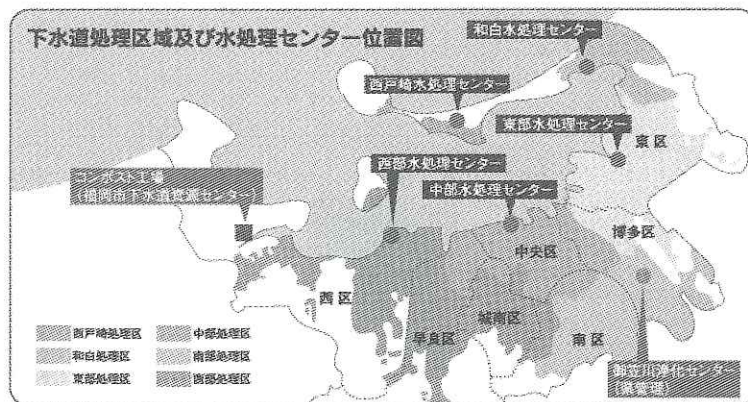 下水道処理区域及び水処理センター位置図
和白水処理センター
西戸崎水処理センター
東部水処理センター
東区
西部水処理センター
コンポスト工場
(福岡市下水道資源センター)
中部水処理センター
博多区
中央区
西区
城南区
早良区
南区
西戸崎処理区
中部処理区
和白処理区
南部処理区
東部処理区
西部処理区
御笠川浄化センター
(県管理)